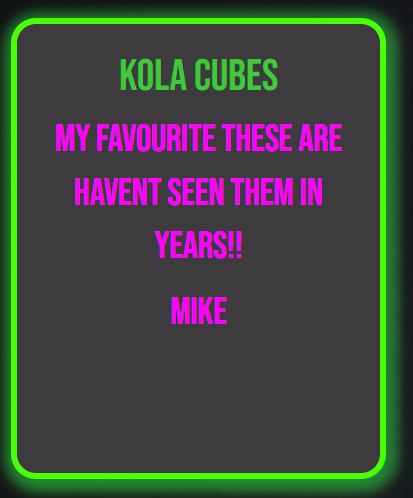 KOLA CUBES
MY FAVOURITE THESE ARE
HAVENT SEEN THEM IN
YEARS!!
MIKE